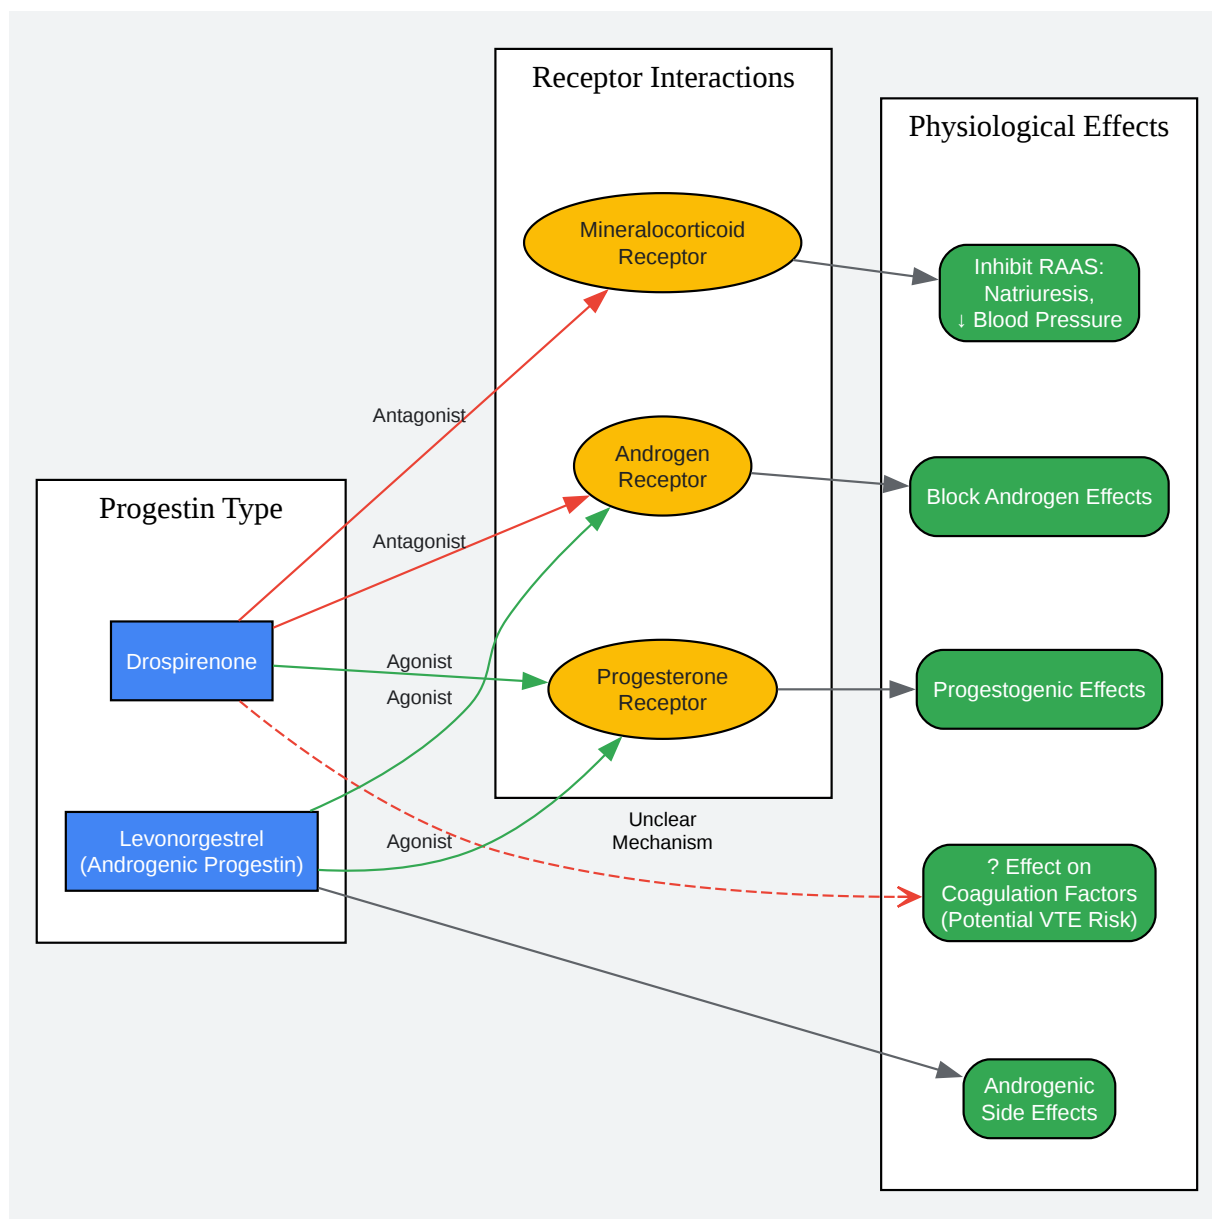 Receptor Interactions
Physiological Effects
Progestin Type
Mineralocorticoid
Receptor
Inhibit RAAS:
Natriuresis,
↓ Blood Pressure
Antagonist
Androgen
Receptor
Block Androgen Effects
Antagonist
Drospirenone
Agonist
Agonist
Progesterone
Receptor
Progestogenic Effects
Levonorgestrel
(Androgenic Progestin)
Agonist
Unclear
Mechanism
? Effect on
Coagulation Factors
(Potential VTE Risk)
Androgenic
Side Effects